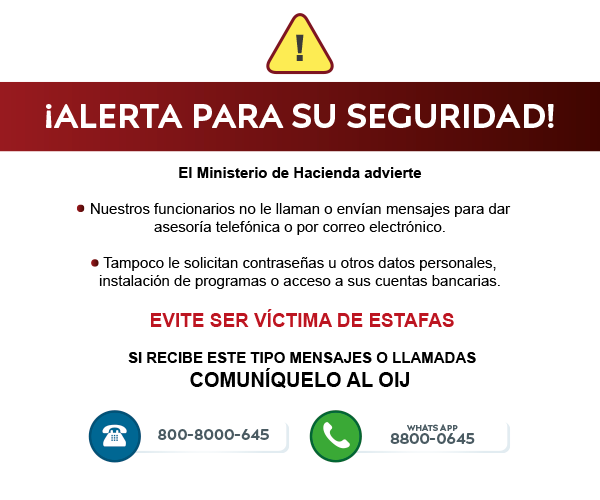 ¡ALERTA PARA SU SEGURIDAD!
El Ministerio de Hacienda advierte
Nuestros funcionarios no le llaman o envían mensajes para dar
asesoría telefónica o por correo electrónico.
Tampoco le solicitan contraseñas u otros datos personales,
instalación de programas o acceso a sus cuentas bancarias.
EVITE SER VÍCTIMA DE ESTAFAS
SI RECIBE ESTE TIPO MENSAJES O LLAMADAS
COMUNÍQUELO AL OIJ
800-8000-645
WHATS APP
8800-0645